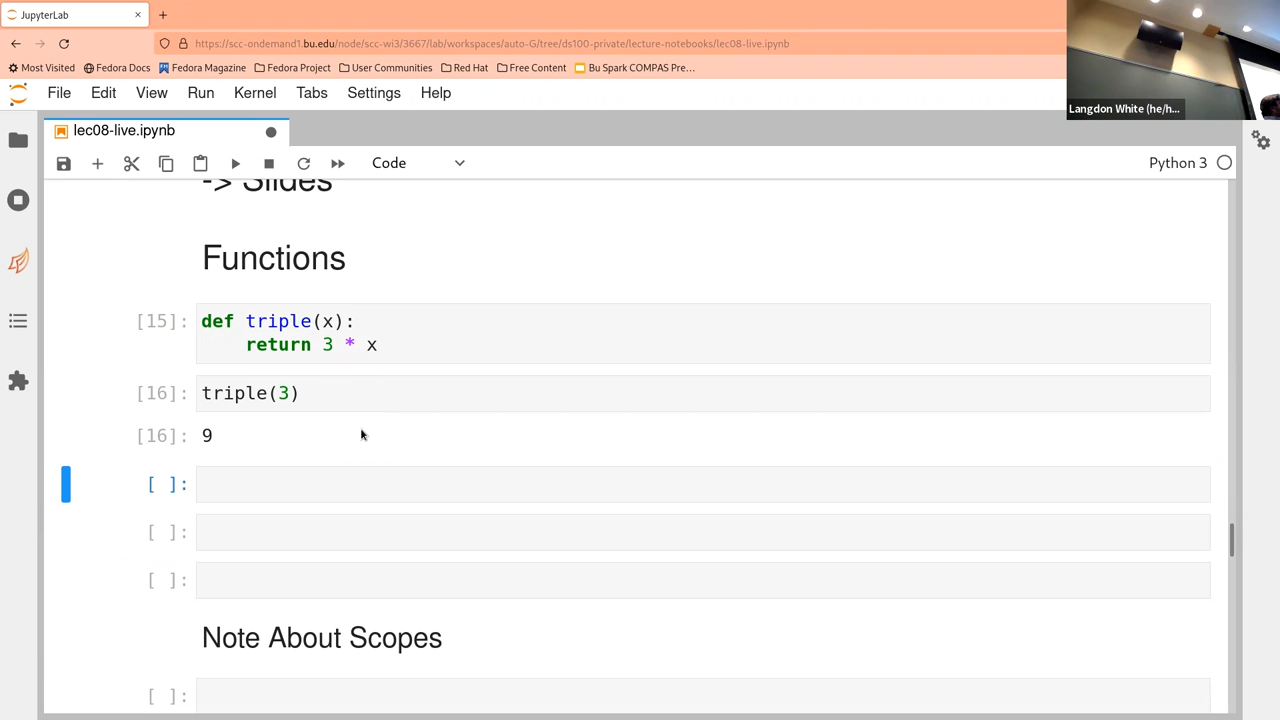 JupyterLab
https://scc-ondemand1.bu.edu/node/scc-wi3/3667/lab/workspaces/auto-G/tree/ds100-private/lecture-notebooks/lec08-live.ipynb
Most Visited Fedora Docs Fedora Magazine Fedora Project User Communities Red Hat Free Content Bu Spark COMPAS Pre…
Langdon White (he/h...
File Edit View Run Kernel Tabs Settings Help
lec08-live.ipynb
Code Python 3
-> Slides
Functions
[15]: def triple(x):
return 3 * x
[16]: triple(3)
[16]: 9
[ ]:
[ ]:
[ ]:
Note About Scopes
[ ]: